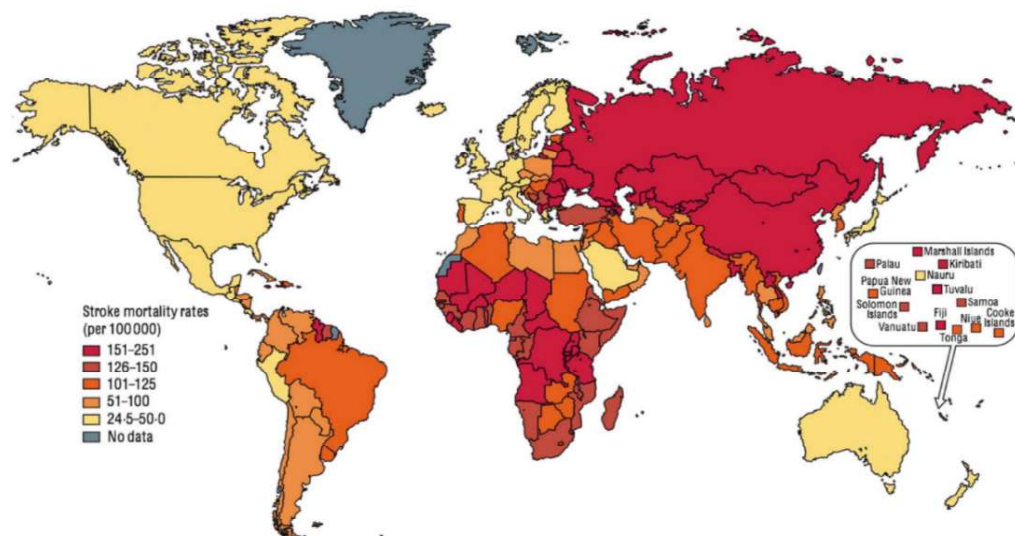 Stroke mortality rates
(per 100 000)
151–251
126–150
101–125
51–100
24·5–50·0
No data
Marshall Islands
Palau
Kiribati
Nauru
Papua New
Guinea
Tuvalu
Solomon
Islands
Samoa
Fiji
Niue
Cooke
Islands
Vanuatu
Tonga